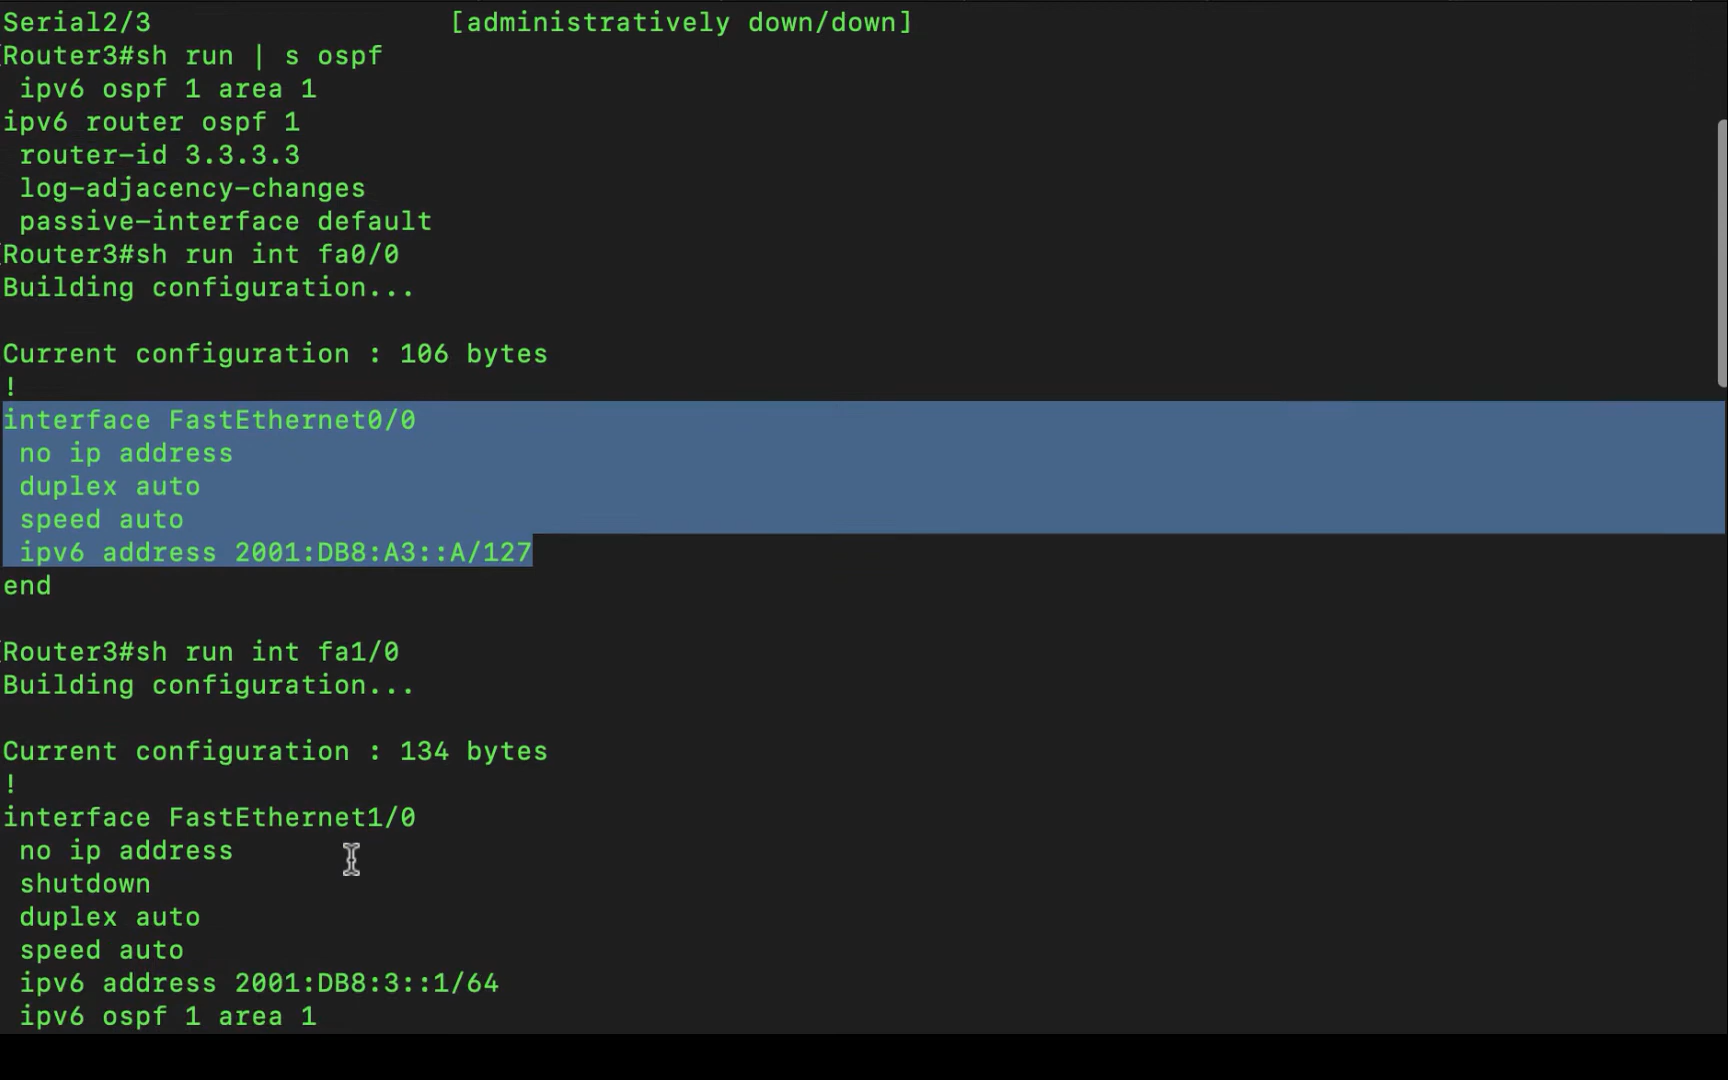 Serial2/3                  [administratively down/down]
Router3#sh run | s ospf
 ipv6 ospf 1 area 1
ipv6 router ospf 1
 router-id 3.3.3.3
 log-adjacency-changes
 passive-interface default
Router3#sh run int fa0/0
Building configuration...
Current configuration : 106 bytes
!
interface FastEthernet0/0
 no ip address
 duplex auto
 speed auto
 ipv6 address 2001:DB8:A3::A/127
end
Router3#sh run int fa1/0
Building configuration...
Current configuration : 134 bytes
!
interface FastEthernet1/0
 no ip address
 shutdown
 duplex auto
 speed auto
 ipv6 address 2001:DB8:3::1/64
 ipv6 ospf 1 area 1